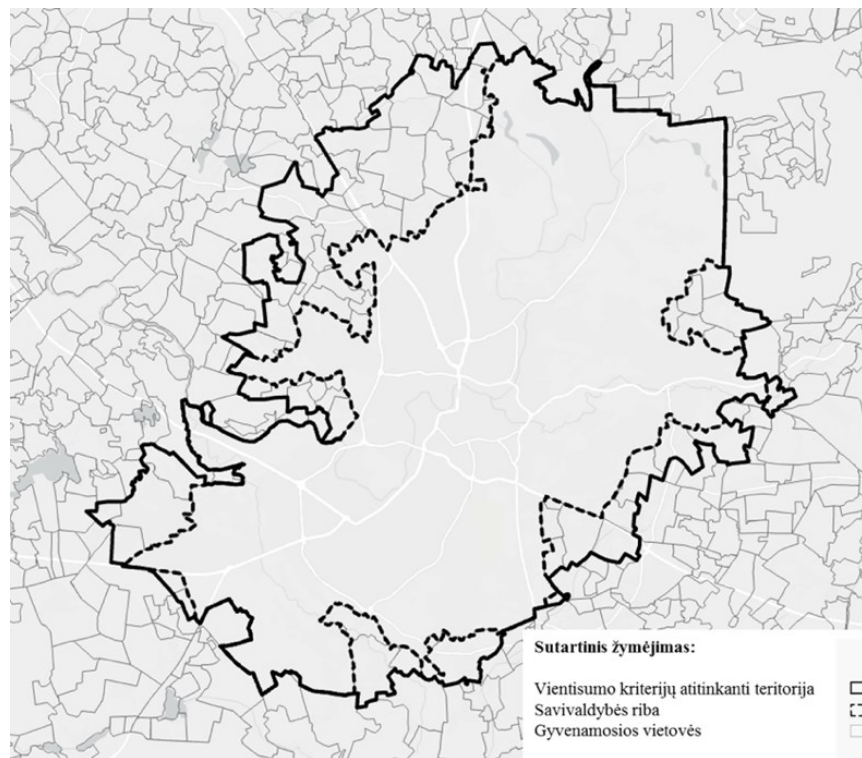 Sutartinis žymėjimas:
Vientisumo kriterijų atitinkanti teritorija
Savivaldybės riba
Gyvenamosios vietovės